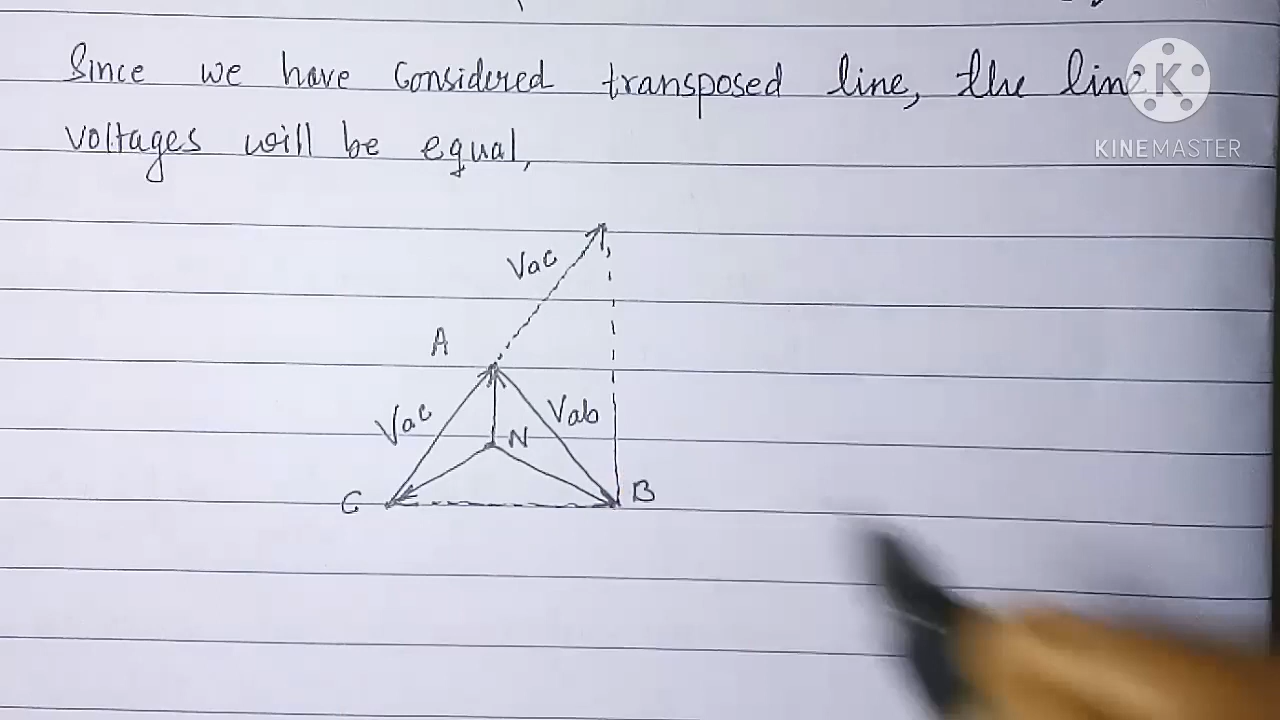 Since we have Considered transposed line, the line
voltages will be equal,
K
KINEMASTER
Vac
A
Vac
Vab
N
C
B